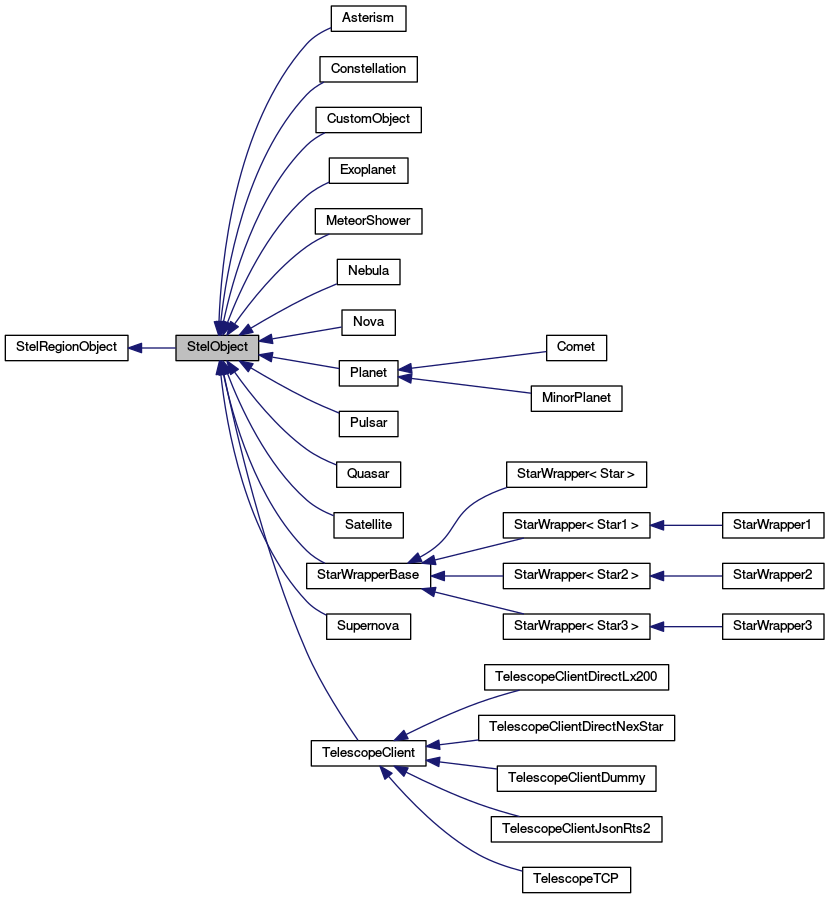 Asterism
Constellation
CustomObject
Exoplanet
MeteorShower
Nebula
Nova
StelRegionObject
StelObject
Planet
Comet
MinorPlanet
Pulsar
Quasar
Satellite
StarWrapperBase
StarWrapper< Star >
StarWrapper< Star1 >
StarWrapper1
StarWrapper< Star2 >
StarWrapper2
StarWrapper< Star3 >
StarWrapper3
Supernova
TelescopeClient
TelescopeClientDirectLx200
TelescopeClientDirectNexStar
TelescopeClientDummy
TelescopeClientJsonRts2
TelescopeTCP